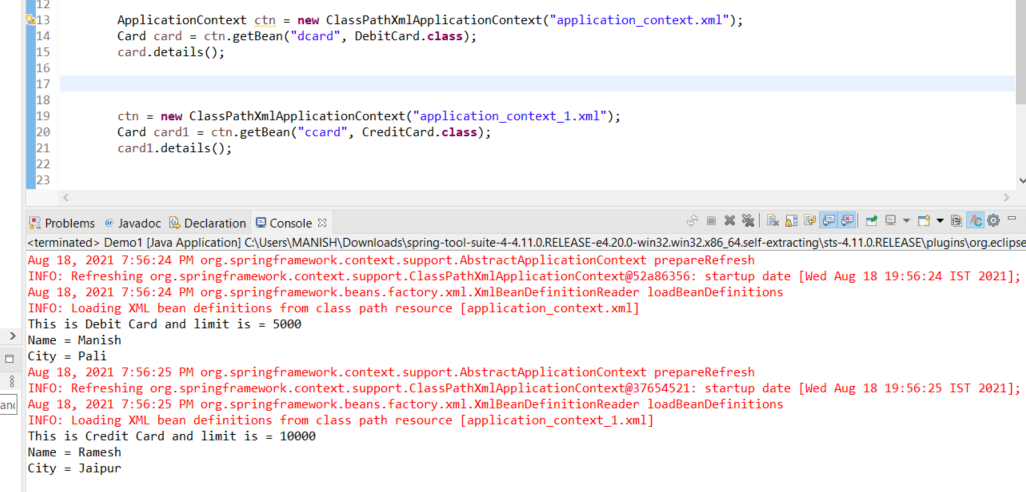 12
13 ApplicationContext ctn = new ClassPathXmlApplicationContext("application_context.xml");
14 Card card = ctn.getBean("dcard", DebitCard.class);
15 card.details();
16
17
18
19 ctn = new ClassPathXmlApplicationContext("application_context_1.xml");
20 Card card1 = ctn.getBean("ccard", CreditCard.class);
21 card1.details();
22
23
Problems @ Javadoc Declaration Console
<terminated> Demo1 [Java Application] C:\Users\MANISH\Downloads\spring-tool-suite-4-4.11.0.RELEASE-e4.20.0-win32.win32.x86_64.self-extracting\sts-4.11.0.RELEASE\plugins\org.eclipse
Aug 18, 2021 7:56:24 PM org.springframework.context.support.AbstractApplicationContext prepareRefresh
INFO: Refreshing org.springframework.context.support.ClassPathXmlApplicationContext@52a86356: startup date [Wed Aug 18 19:56:24 IST 2021];
Aug 18, 2021 7:56:24 PM org.springframework.beans.factory.xml.XmlBeanDefinitionReader loadBeanDefinitions
INFO: Loading XML bean definitions from class path resource [application_context.xml]
This is Debit Card and limit is = 5000
Name = Manish
City = Pali
Aug 18, 2021 7:56:25 PM org.springframework.context.support.AbstractApplicationContext prepareRefresh
INFO: Refreshing org.springframework.context.support.ClassPathXmlApplicationContext@37654521: startup date [Wed Aug 18 19:56:25 IST 2021];
Aug 18, 2021 7:56:25 PM org.springframework.beans.factory.xml.XmlBeanDefinitionReader loadBeanDefinitions
INFO: Loading XML bean definitions from class path resource [application_context_1.xml]
This is Credit Card and limit is = 10000
Name = Ramesh
City = Jaipur